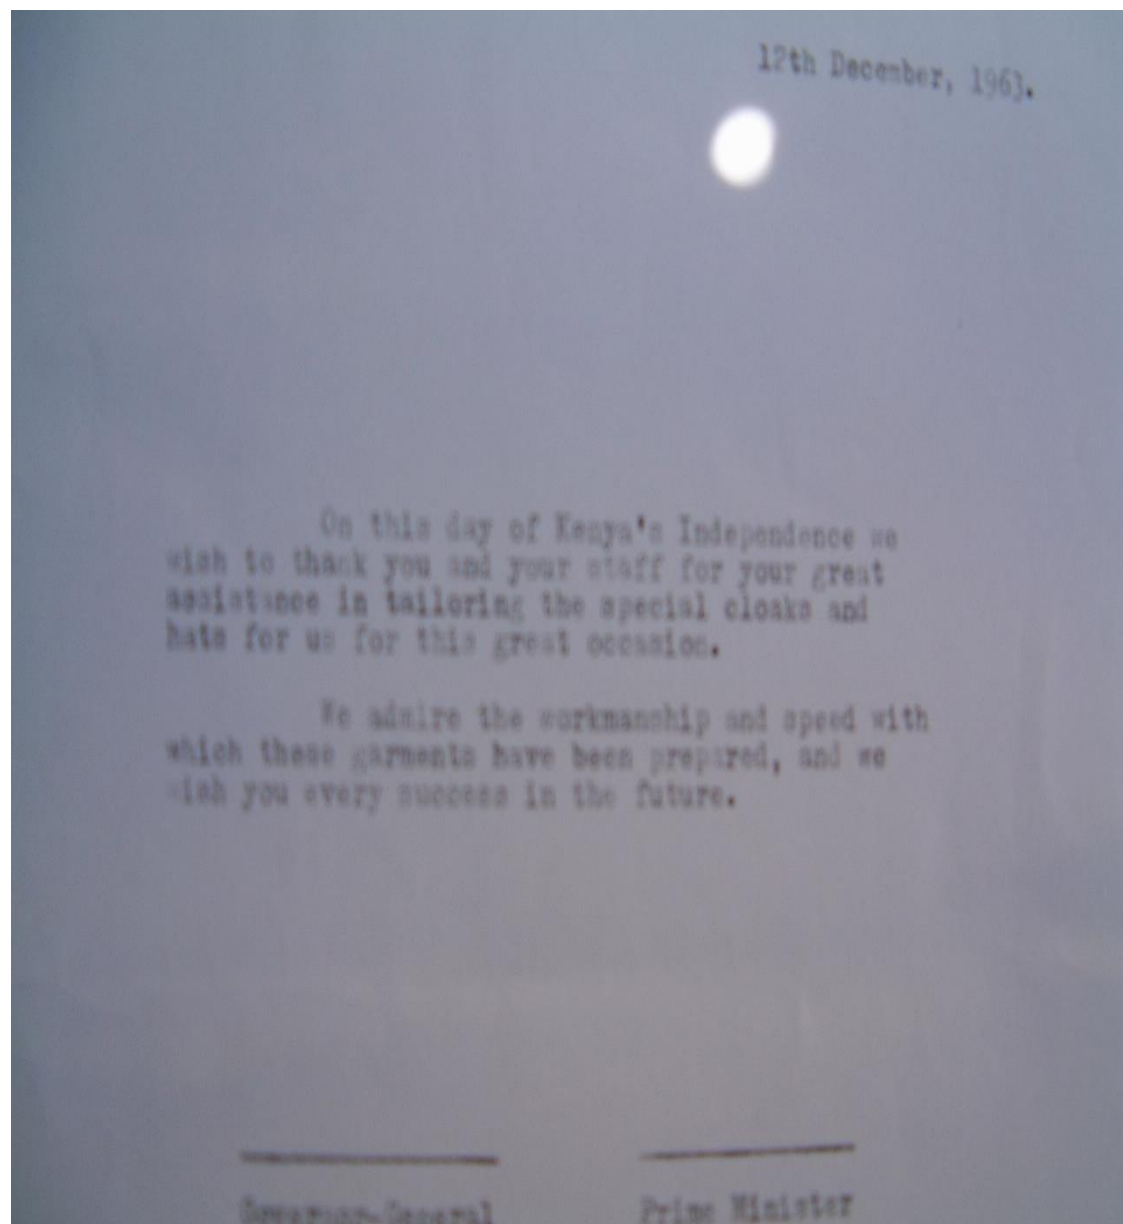 12th December, 1963.
On this day of Kenya's Independence we
wish to thank you and your staff for your great
assistance in tailoring the special cloaks and
hats for us for this great occasion.
We admire the workmanship and speed with
which these garments have been prepared, and we
wish you every success in the future.
Governor-General Prime Minister